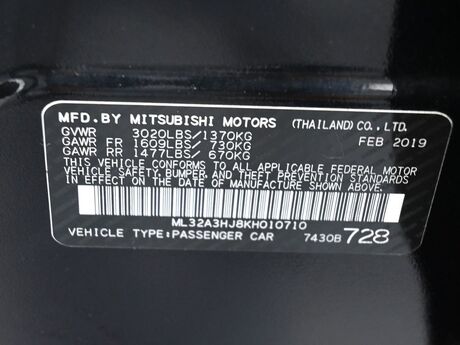 MFD.BY MITSUBISHI MOTORS (THAILAND) CO., LTD.
GVWR 3020LBS/1370KG FEB 2019
GAWR FR 1609LBS/ 730KG
GAWR RR 1477LBS/ 670KG
THIS VEHICLE CONFORMS TO ALL APPLICABLE FEDERAL MOTOR
VEHICLE SAFETY, BUMPER, AND THEFT PREVENTION STANDARDS
IN EFFECT ON THE DATE OF MANUFACTURE SHOWN ABOVE.
ML32A3HJ8KH010710
VEHICLE TYPE:PASSENGER CAR 7430B 728